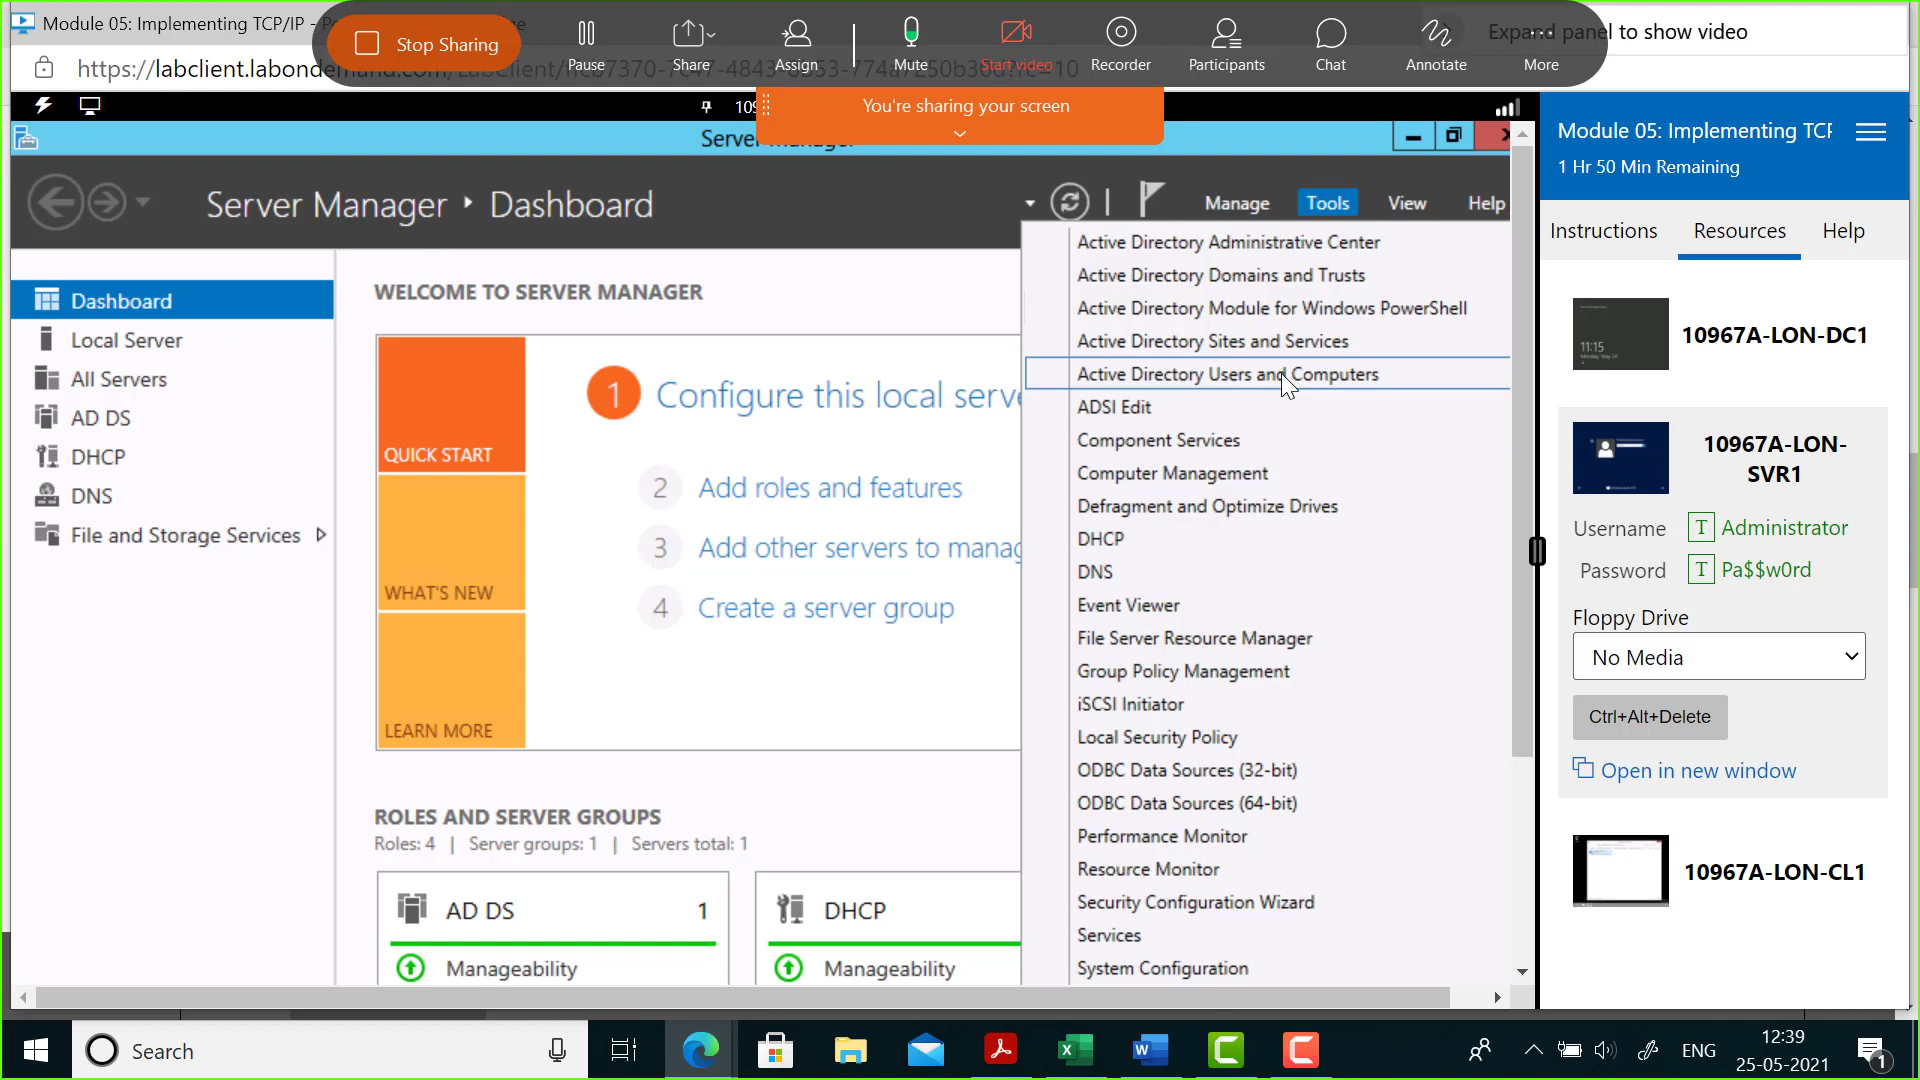 Module 05: Implementing TCP/IP -
Stop Sharing
Pause
Share
Assign
Mute
Start video
Recorder
Participants
Chat
Annotate
More
Expand panel to show video
https://labclient.labondemand.com/LabClient/
=10
You're sharing your screen
Server Manager
Server Manager • Dashboard
Manage
Tools
View
Help
Dashboard
Local Server
All Servers
AD DS
DHCP
DNS
File and Storage Services
WELCOME TO SERVER MANAGER
QUICK START
WHAT'S NEW
LEARN MORE
1 Configure this local serve
2 Add roles and features
3 Add other servers to manag
4 Create a server group
ROLES AND SERVER GROUPS
Roles: 4 | Server groups: 1 | Servers total: 1
AD DS 1
Manageability
DHCP
Manageability
Active Directory Administrative Center
Active Directory Domains and Trusts
Active Directory Module for Windows PowerShell
Active Directory Sites and Services
Active Directory Users and Computers
ADSI Edit
Component Services
Computer Management
Defragment and Optimize Drives
DHCP
DNS
Event Viewer
File Server Resource Manager
Group Policy Management
iSCSI Initiator
Local Security Policy
ODBC Data Sources (32-bit)
ODBC Data Sources (64-bit)
Performance Monitor
Resource Monitor
Security Configuration Wizard
Services
System Configuration
Module 05: Implementing TCP
1 Hr 50 Min Remaining
Instructions
Resources
Help
11:15
10967A-LON-DC1
10967A-LON-
SVR1
Username T Administrator
Password T Pa$$w0rd
Floppy Drive
No Media
Ctrl+Alt+Delete
Open in new window
10967A-LON-CL1
Search
ENG
12:39
25-05-2021
1